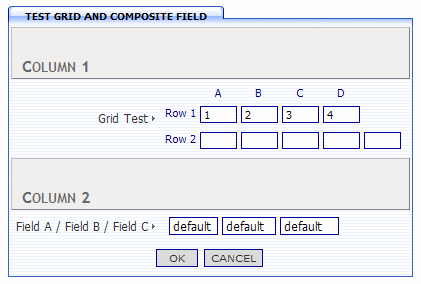 TEST GRID AND COMPOSITE FIELD
COLUMN 1
A B C D
Grid Test Row 1 1 2 3 4
Row 2
COLUMN 2
Field A / Field B / Field C default default default
OK CANCEL